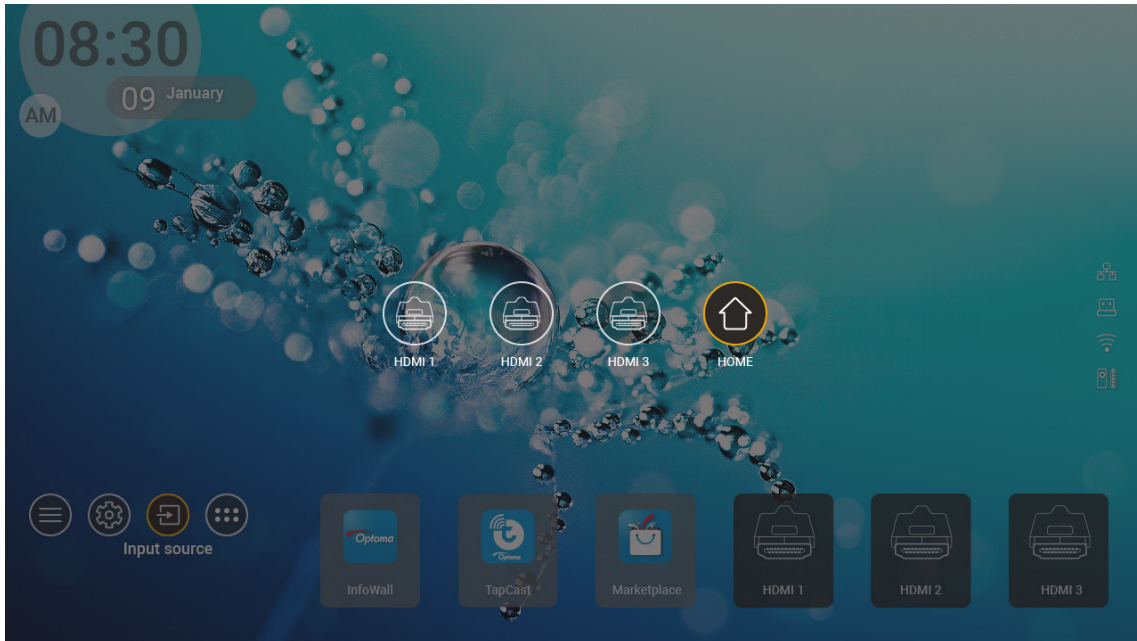 08:30
09 January
AM
HDMI 1
HDMI 2
HDMI 3
HOME
Input source
Optoma
InfoWall
Optoma
TapCast
Marketplace
HDMI 1
HDMI 2
HDMI 3